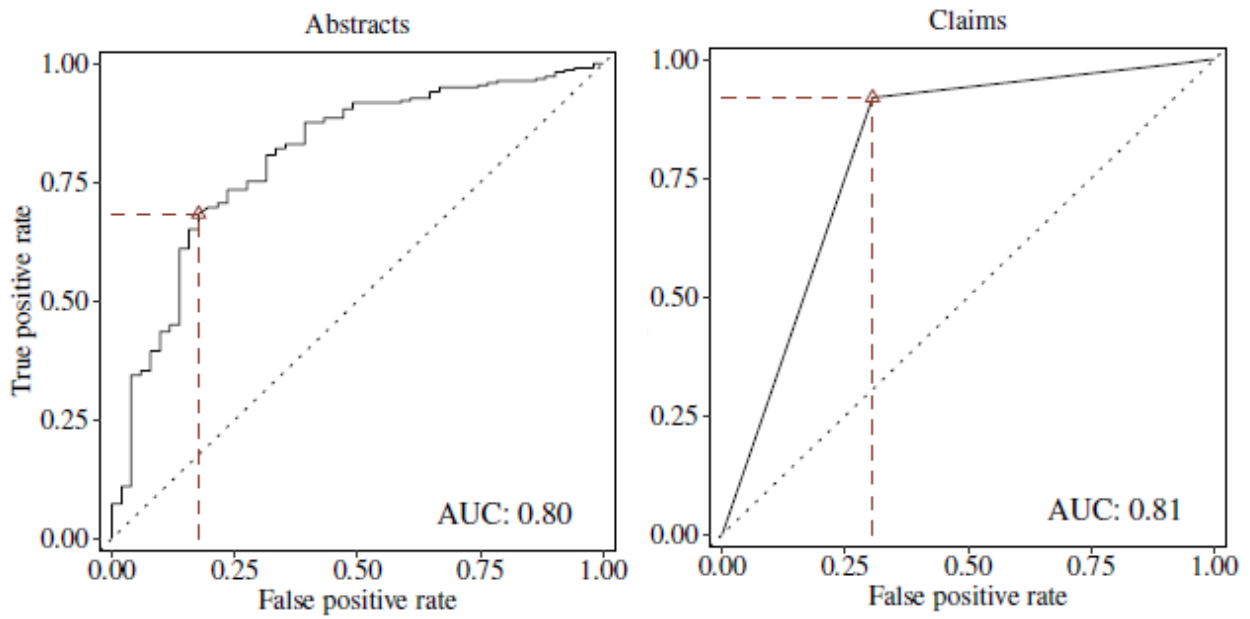 Abstracts
True positive rate
1.00
0.75
0.50
0.25
0.00
AUC: 0.80
0.00 0.25 0.50 0.75 1.00
False positive rate
Claims
1.00
0.75
0.50
0.25
0.00
AUC: 0.81
0.00 0.25 0.50 0.75 1.00
False positive rate